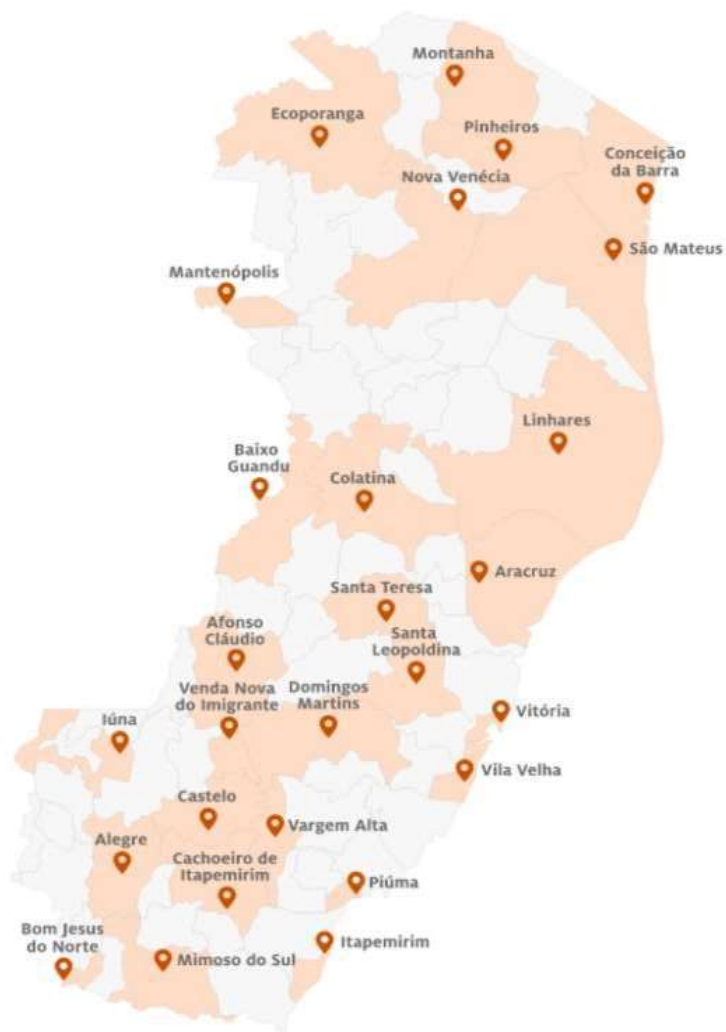 Montanha
Ecoporanga
Pinheiros
Conceição
da Barra
Nova Venécia
São Mateus
Mantenópolis
Linhares
Baixo
Guandu
Colatina
Aracruz
Santa Teresa
Afonso
Cláudio
Santa
Leopoldina
Venda Nova
do Imigrante
Domingos
Martins
Iúna
Vitória
Vila Velha
Castelo
Vargem Alta
Alegre
Cachoeiro de
Itapemirim
Piúma
Bom Jesus
do Norte
Itapemirim
Mimoso do Sul